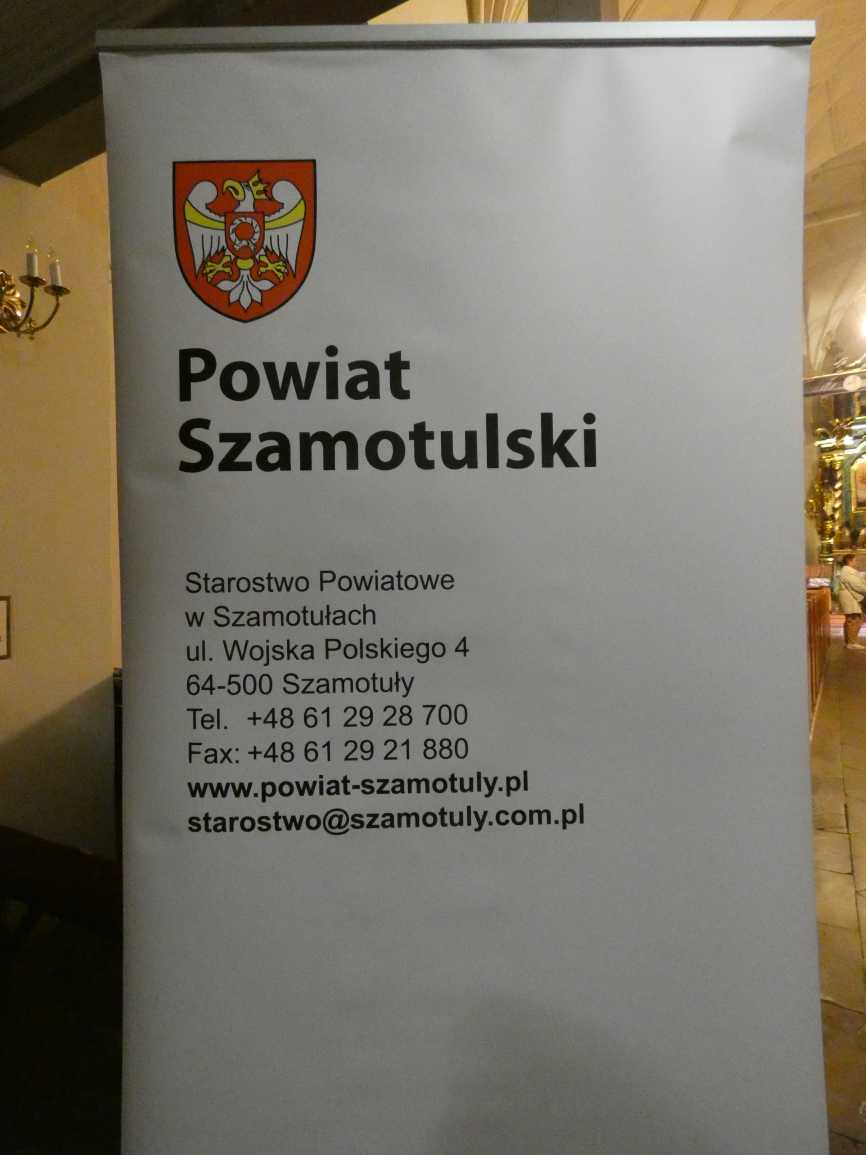 Powiat
Szamotulski
Starostwo Powiatowe
w Szamotułach
ul. Wojska Polskiego 4
64-500 Szamotuły
Tel. +48 61 29 28 700
Fax: +48 61 29 21 880
www.powiat-szamotuly.pl
starostwo@szamotuly.com.pl